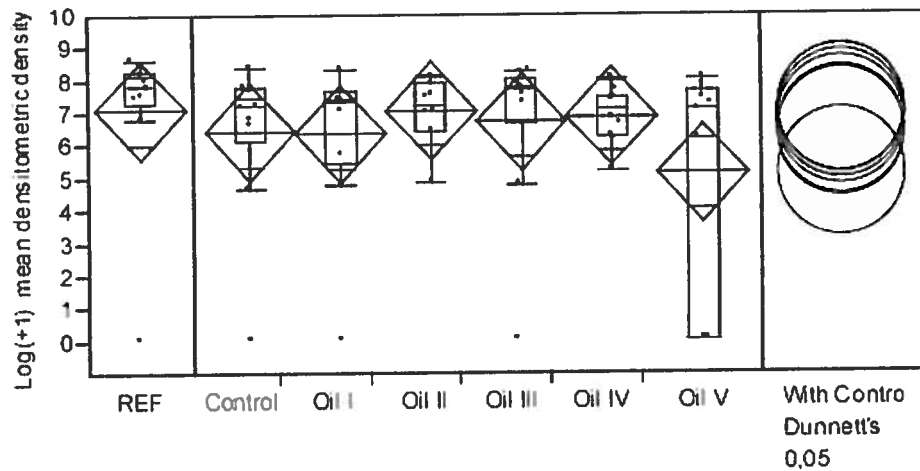 Log(+1) mean densitometric density
10
9
8
7
6
5
4
3
2
1
0
REF
Control
Oil I
Oil II
Oil III
Oil IV
Oil V
With Contro
Dunnett's
0,05